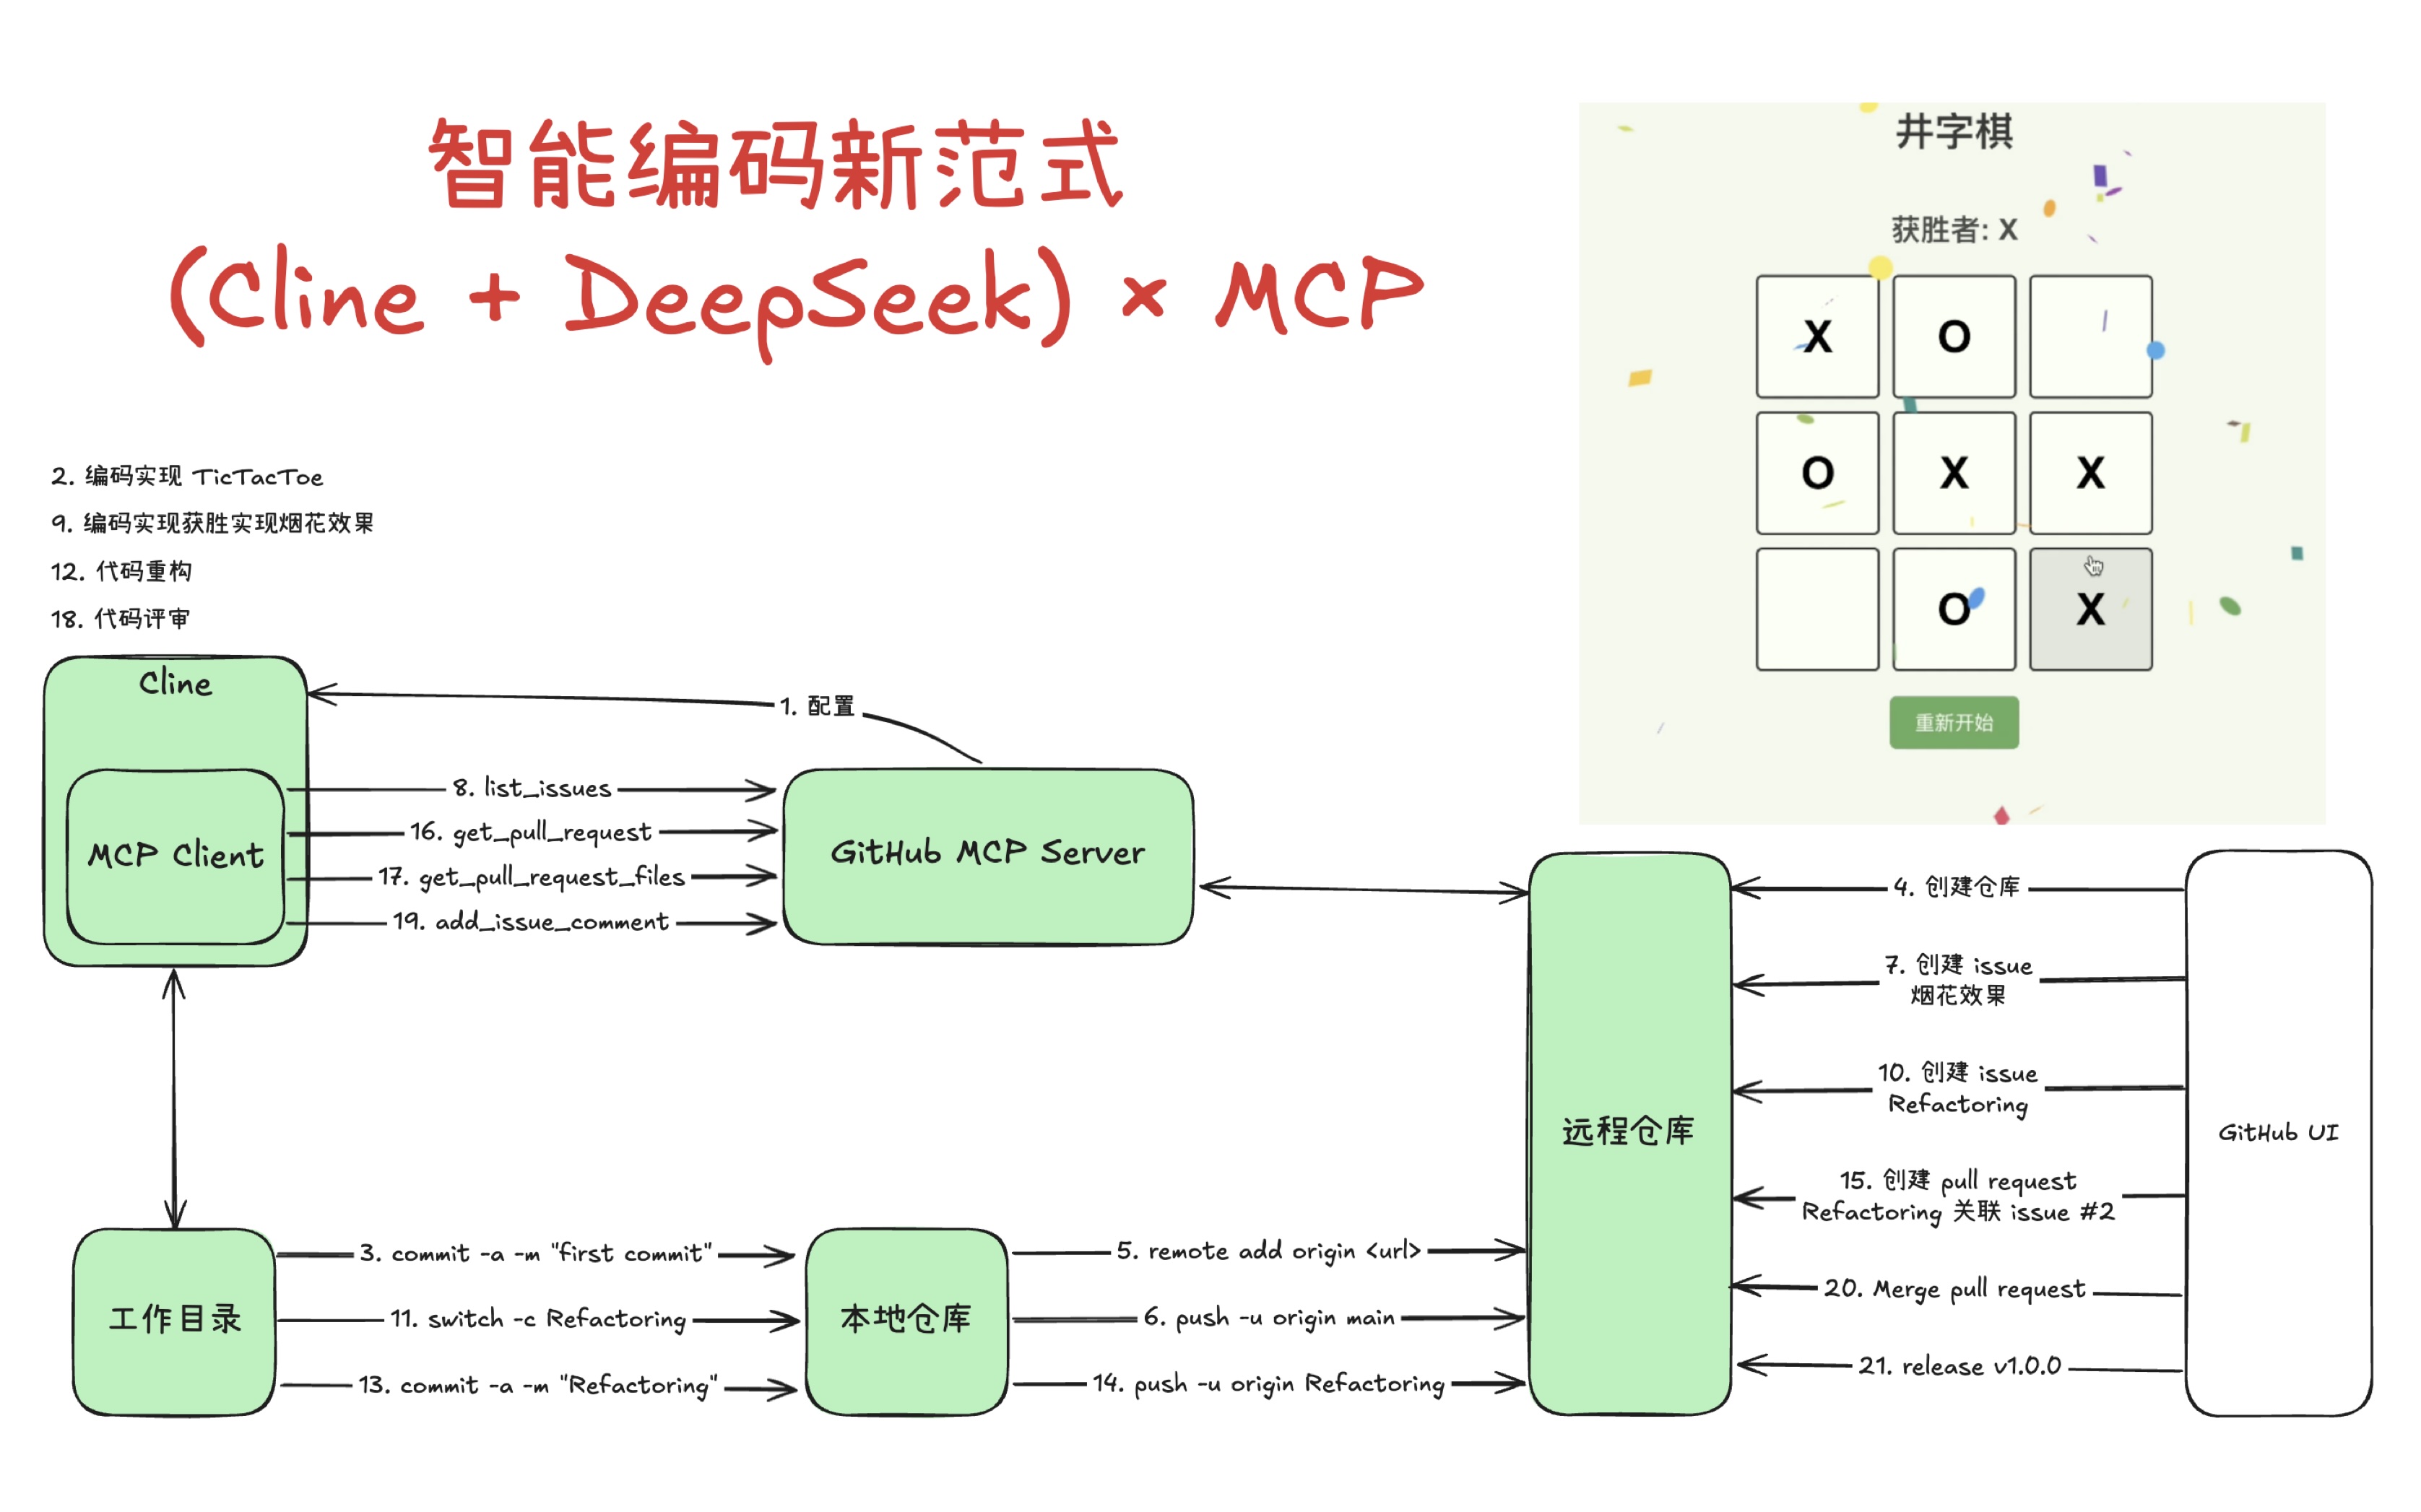 智能编码新范式
(Cline + DeepSeek) × MCP
井字棋
获胜者: X
X O
O X X
O X
重新开始
2. 编码实现 TicTacToe
9. 编码实现获胜实现烟花效果
12. 代码重构
18. 代码评审
Cline
1. 配置
MCP Client
8. list_issues
16. get_pull_request
17. get_pull_request_files
19. add_issue_comment
GitHub MCP Server
远程仓库
4. 创建仓库
7. 创建 issue
烟花效果
10. 创建 issue
Refactoring
15. 创建 pull request
Refactoring 关联 issue #2
20. Merge pull request
21. release v1.0.0
GitHub UI
工作目录
3. commit -a -m "first commit"
11. switch -c Refactoring
13. commit -a -m "Refactoring"
本地仓库
5. remote add origin <url>
6. push -u origin main
14. push -u origin Refactoring